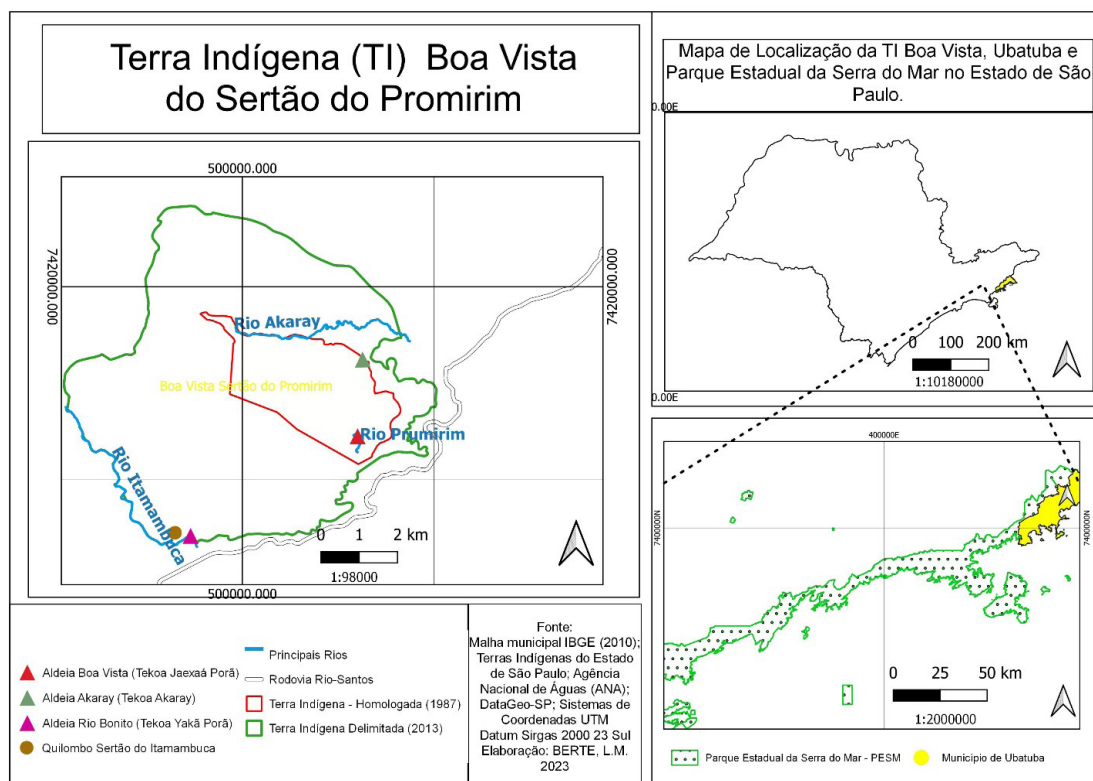 Terra Indígena (TI) Boa Vista
do Sertão do Promirim
500000.000
7420000.000
7420000.000
Rio Akaray
Boa Vista Sertão do Promirim
Rio Prumirim
Rio Itamambuca
0 1 2 km
1:98000
500000.000
Aldeia Boa Vista (Tekoa Jaexaá Porã)
Aldeia Akaray (Tekoa Akaray)
Aldeia Rio Bonito (Tekoa Yakã Porã)
Quilombo Sertão do Itamambuca
Principais Rios
Rodovia Rio-Santos
Terra Indígena - Homologada (1987)
Terra Indígena Delimitada (2013)
Fonte:
Malha municipal IBGE (2010);
Terras Indígenas do Estado
de São Paulo; Agência
Nacional de Águas (ANA);
DataGeo-SP; Sistemas de
Coordenadas UTM
Datum Sirgas 2000 23 Sul
Elaboração: BERTE, L.M.
2023
Mapa de Localização da TI Boa Vista, Ubatuba e
Parque Estadual da Serra do Mar no Estado de São
Paulo.
0.00E
0 100 200 km
1:10180000
0.00E
400000E
7400000N
7400000N
0 25 50 km
1:2000000
Parque Estadual da Serra do Mar - PESM
Municipio de Ubatuba